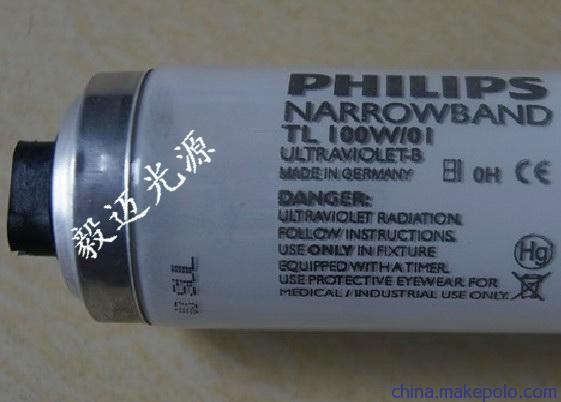 PHILIPS
NARROWBAND
TL 100W/01
ULTRAVIOLET-B
MADE IN GERMANY
0H CE
DANGER:
ULTRAVIOLET RADIATION.
FOLLOW INSTRUCTIONS.
USE ONLY IN FIXTURE
EQUIPPED WITH A TIMER.
USE PROTECTIVE EYEWEAR FOR
MEDICAL / INDUSTRIAL USE ONLY.
Hg
毅迈光源
china.makepolo.com